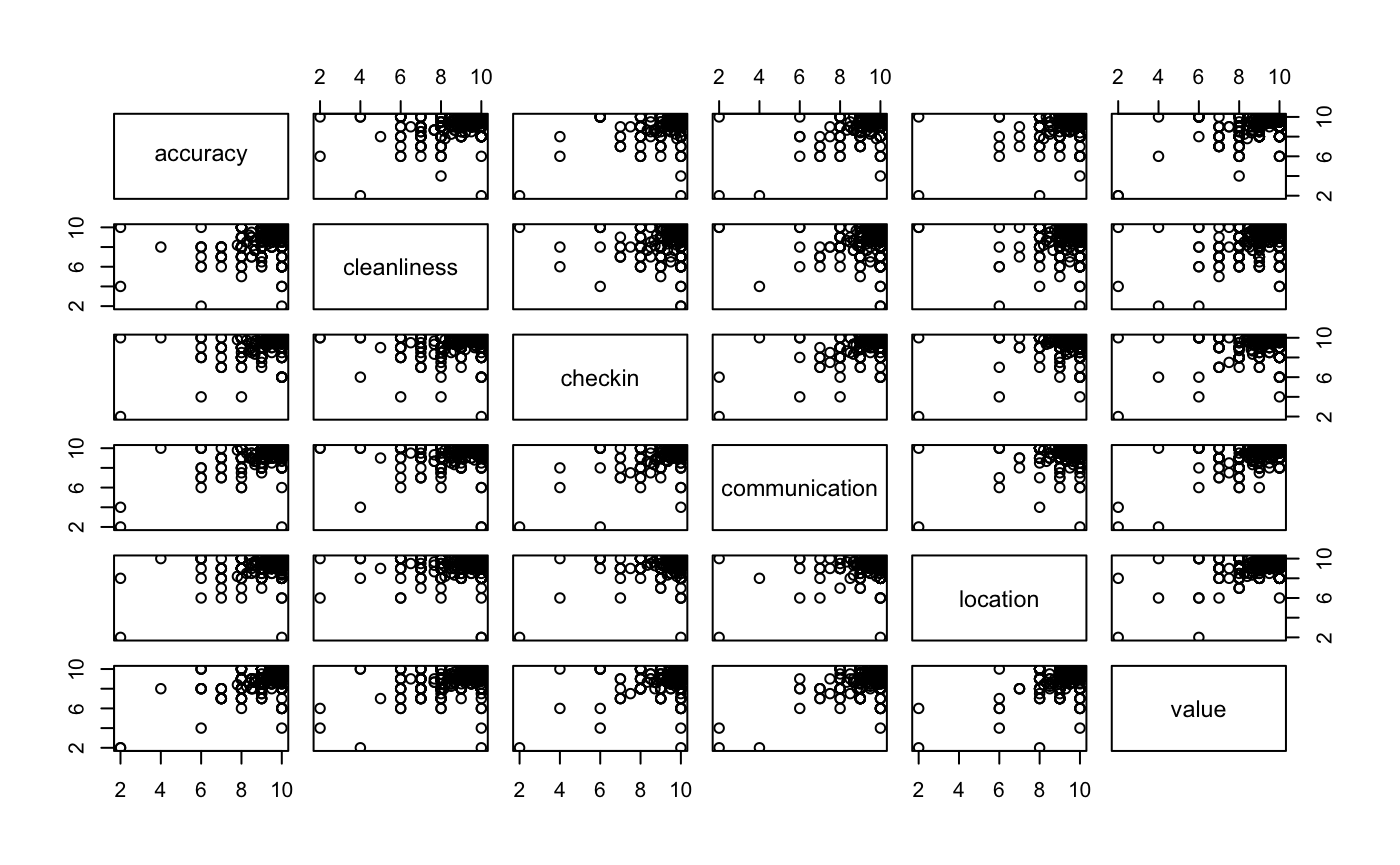 2 4 6 8 10 2 4 6 8 10 2 4 6 8 10
accuracy 2 6 10
2 6 10 cleanliness
checkin 2 6 10
2 6 10 communication
location 2 6 10
2 6 10 value
2 4 6 8 10 2 4 6 8 10 2 4 6 8 10